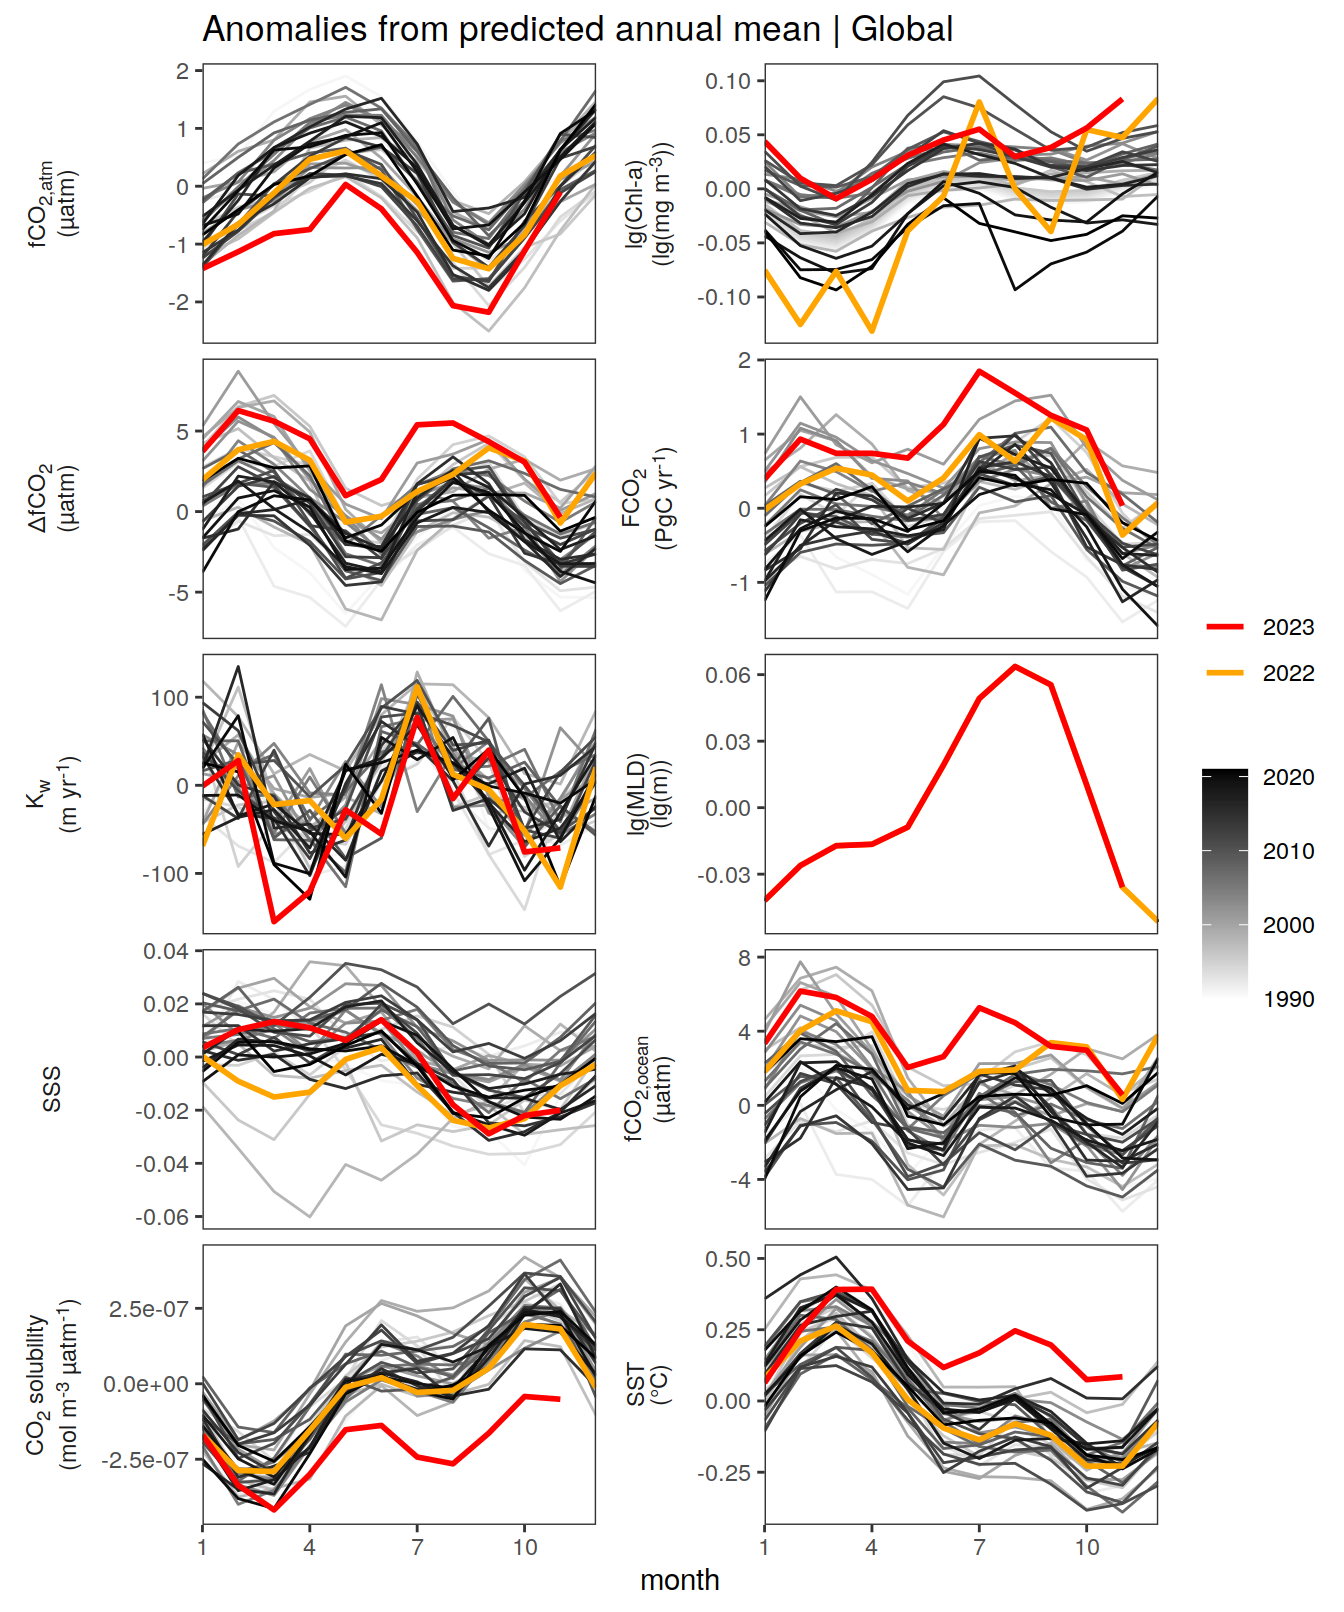 Anomalies from predicted annual mean | Global
fCO2,atm
(µatm)
2
1
0
-1
-2
lg(Chl-a)
(lg(mg m-3))
0.10
0.05
0.00
-0.05
-0.10
ΔfCO2
(µatm)
5
0
-5
FCO2
(PgC yr-1)
2
1
0
-1
Kw
(m yr-1)
100
0
-100
lg(MLD)
(lg(m))
0.06
0.03
0.00
-0.03
SSS
0.04
0.02
0.00
-0.02
-0.04
-0.06
fCO2,ocean
(µatm)
8
4
0
-4
CO2 solubility
(mol m-3 µatm-1)
2.5e-07
0.0e+00
-2.5e-07
SST
(°C)
0.50
0.25
0.00
-0.25
1 4 7 10
1 4 7 10
month
2023
2022
2020
2010
2000
1990